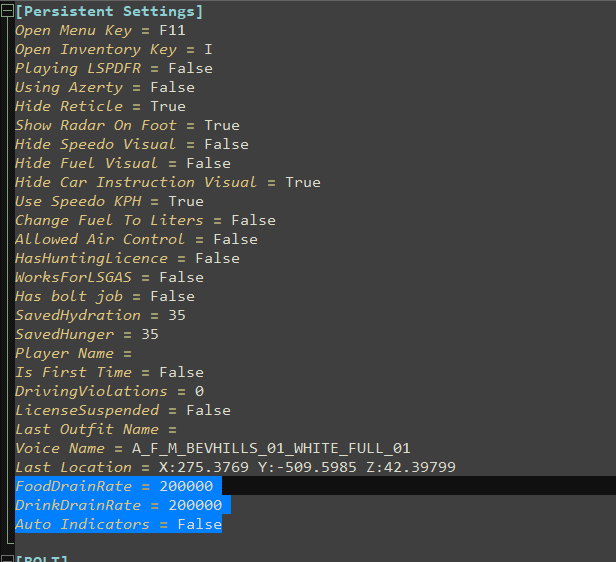 [Persistent Settings]
Open Menu Key = F11
Open Inventory Key = I
Playing LSPDFR = False
Using Azerty = False
Hide Reticle = True
Show Radar On Foot = True
Hide Speedo Visual = False
Hide Fuel Visual = False
Hide Car Instruction Visual = True
Use Speedo KPH = True
Change Fuel To Liters = False
Allowed Air Control = False
HasHuntingLicence = False
WorksForLSGAS = False
Has bolt job = False
SavedHydration = 35
SavedHunger = 35
Player Name =
Is First Time = False
DrivingViolations = 0
LicenseSuspended = False
Last Outfit Name =
Voice Name = A_F_M_BEVHILLS_01_WHITE_FULL_01
Last Location = X:275.3769 Y:-509.5985 Z:42.39799
FoodDrainRate = 200000
DrinkDrainRate = 200000
Auto Indicators = False
[BOLT]